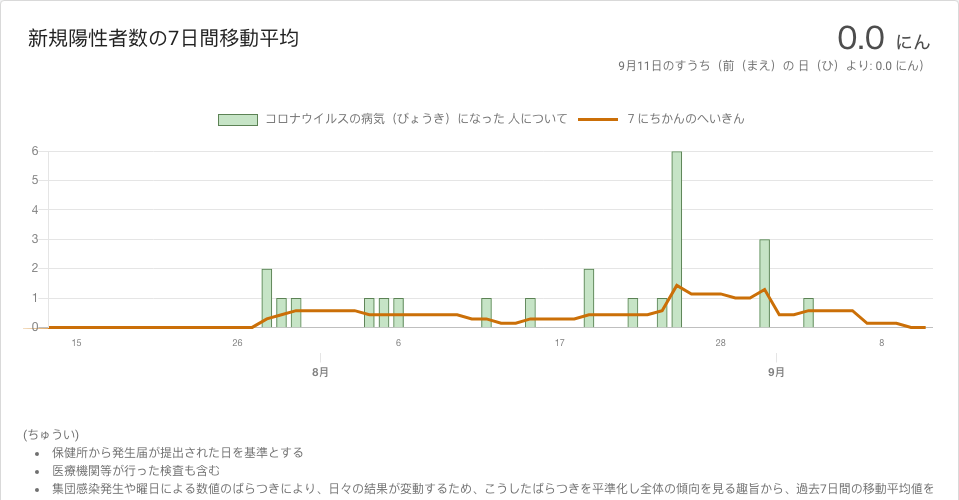 新規陽性者数の7日間移動平均
0.0 にん
9月11日のすうち（前（まえ）の 日（ひ）より: 0.0 にん）
コロナウイルスの病気（びょうき）になった 人について
7 にちかんのへいきん
6
5
4
3
2
1
0
15 26 6 17 28 8
8月 9月
(ちゅうい)
• 保健所から発生届が提出された日を基準とする
• 医療機関等が行った検査も含む
• 集団感染発生や曜日による数値のばらつきにより、日々の結果が変動するため、こうしたばらつきを平準化し全体の傾向を見る趣旨から、過去7日間の移動平均値を